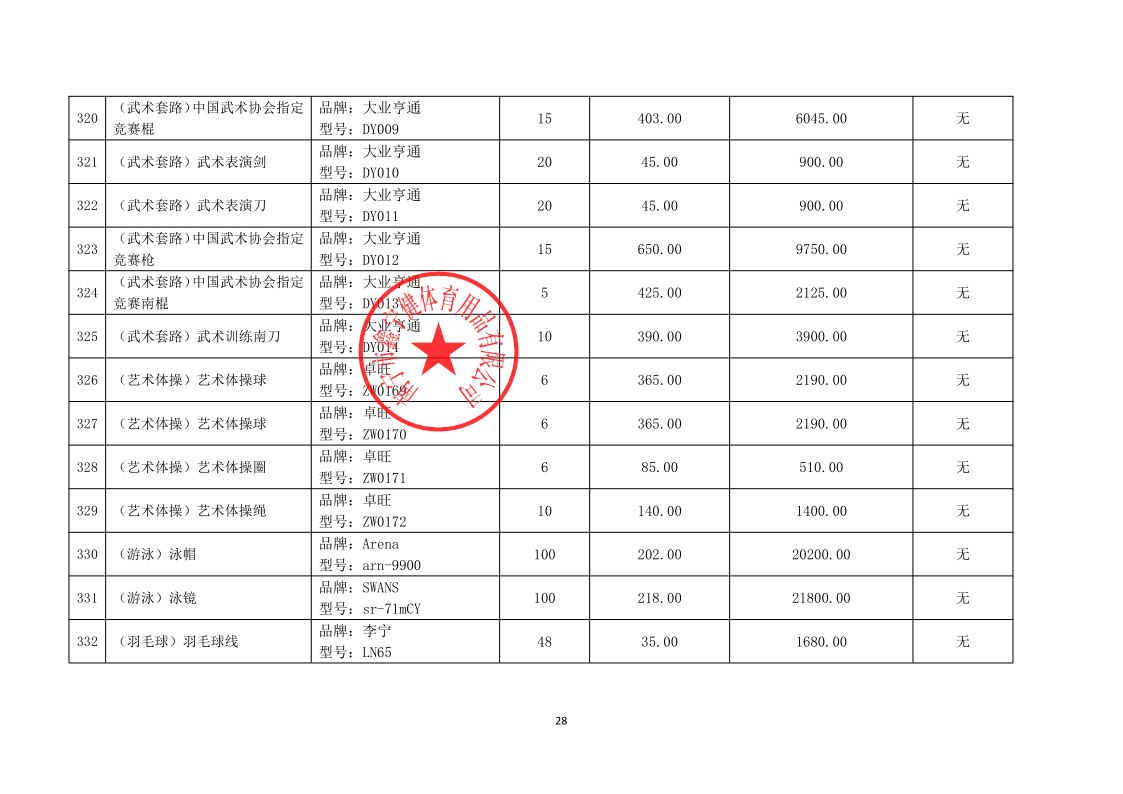 320
（武术套路）中国武术协会指定
竞赛棍
品牌：大业亨通
型号：DY009
15
403.00
6045.00
无
321
（武术套路）武术表演剑
品牌：大业亨通
型号：DY010
20
45.00
900.00
无
322
（武术套路）武术表演刀
品牌：大业亨通
型号：DY011
20
45.00
900.00
无
323
（武术套路）中国武术协会指定
竞赛枪
品牌：大业亨通
型号：DY012
15
650.00
9750.00
无
324
（武术套路）中国武术协会指定
竞赛南棍
品牌：大业亨通
型号：DY013
5
425.00
2125.00
无
325
（武术套路）武术训练南刀
品牌：大业亨通
型号：DY014
10
390.00
3900.00
无
326
（艺术体操）艺术体操球
品牌：卓旺
型号：ZW0169
6
365.00
2190.00
无
327
（艺术体操）艺术体操球
品牌：卓旺
型号：ZW0170
6
365.00
2190.00
无
328
（艺术体操）艺术体操圈
品牌：卓旺
型号：ZW0171
6
85.00
510.00
无
329
（艺术体操）艺术体操绳
品牌：卓旺
型号：ZW0172
10
140.00
1400.00
无
330
（游泳）泳帽
品牌：Arena
型号：arn-9900
100
202.00
20200.00
无
331
（游泳）泳镜
品牌：SWANS
型号：sr-71mCY
100
218.00
21800.00
无
332
（羽毛球）羽毛球线
品牌：李宁
型号：LN65
48
35.00
1680.00
无
南宁市鑫健体育用品有限公司
28